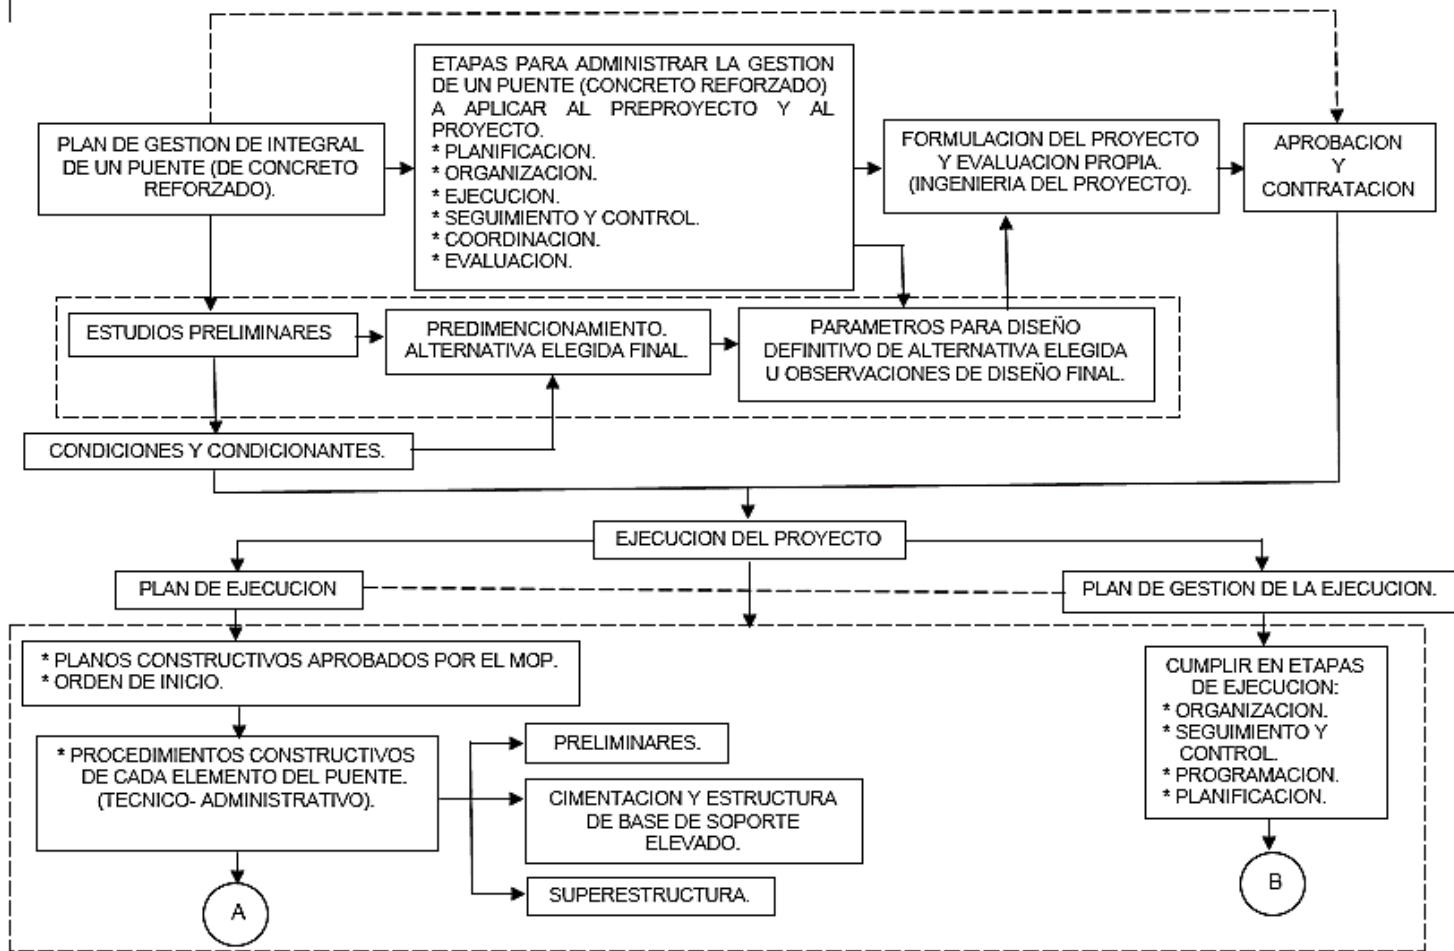 PLAN DE GESTION DE INTEGRAL
DE UN PUENTE (DE CONCRETO
REFORZADO).
ETAPAS PARA ADMINISTRAR LA GESTION
DE UN PUENTE (CONCRETO REFORZADO)
A APLICAR AL PREPROYECTO Y AL
PROYECTO.
* PLANIFICACION.
* ORGANIZACION.
* EJECUCION.
* SEGUIMIENTO Y CONTROL.
* COORDINACION.
* EVALUACION.
FORMULACION DEL PROYECTO
Y EVALUACION PROPIA.
(INGENIERIA DEL PROYECTO).
APROBACION
Y
CONTRATACION
ESTUDIOS PRELIMINARES
PREDIMENCIONAMIENTO.
ALTERNATIVA ELEGIDA FINAL.
PARAMETROS PARA DISEÑO
DEFINITIVO DE ALTERNATIVA ELEGIDA
U OBSERVACIONES DE DISEÑO FINAL.
CONDICIONES Y CONDICIONANTES.
EJECUCION DEL PROYECTO
PLAN DE EJECUCION
PLAN DE GESTION DE LA EJECUCION.
* PLANOS CONSTRUCTIVOS APROBADOS POR EL MOP.
* ORDEN DE INICIO.
* PROCEDIMIENTOS CONSTRUCTIVOS
DE CADA ELEMENTO DEL PUENTE.
(TECNICO- ADMINISTRATIVO).
PRELIMINARES.
CIMENTACION Y ESTRUCTURA
DE BASE DE SOPORTE
ELEVADO.
SUPERESTRUCTURA.
CUMPLIR EN ETAPAS
DE EJECUCION:
* ORGANIZACION.
* SEGUIMIENTO Y
CONTROL.
* PROGRAMACION.
* PLANIFICACION.
A
B